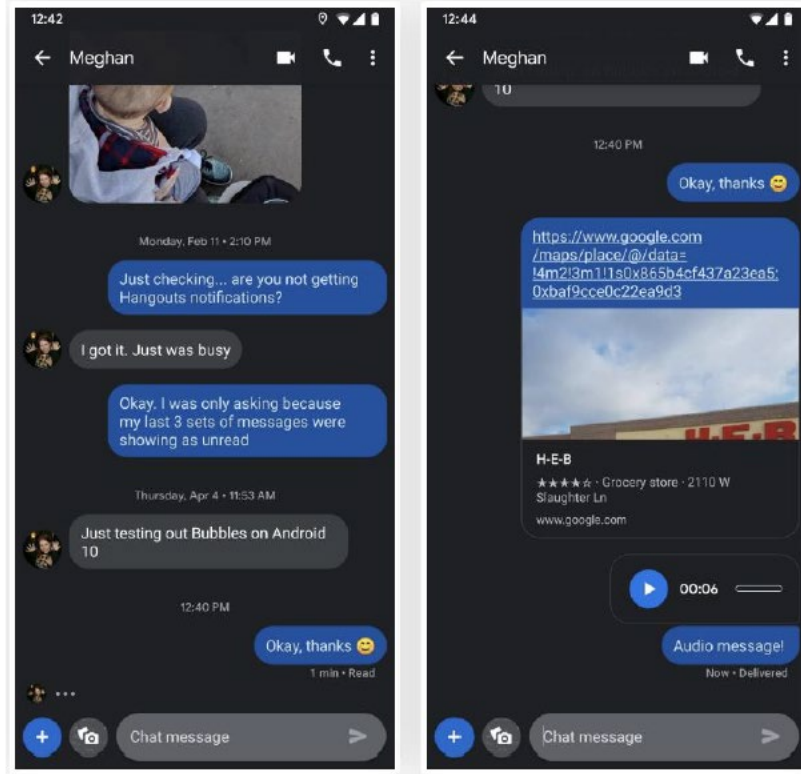 12:42
Meghan
Monday, Feb 11 • 2:10 PM
Just checking... are you not getting
Hangouts notifications?
I got it. Just was busy
Okay. I was only asking because
my last 3 sets of messages were
showing as unread
Thursday, Apr 4 • 11:53 AM
Just testing out Bubbles on Android
10
12:40 PM
Okay, thanks 😊
1 min • Read
Chat message
12:44
Meghan
10
12:40 PM
Okay, thanks 😊
https://www.google.com
/maps/place/@/data=
!4m2!3m1!1s0x865b4cf437a23ea5:
0xbaf9cce0c22ea9d3
H-E-B
H-E-B
★★★★☆ · Grocery store · 2110 W
Slaughter Ln
www.google.com
00:06
Audio message!
Now • Delivered
Chat message